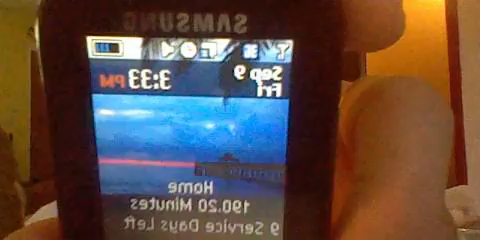 SAMSUNG
Sep 9 3:33 PM
Fri
Home
190.20 Minutes
9 Service Days Left